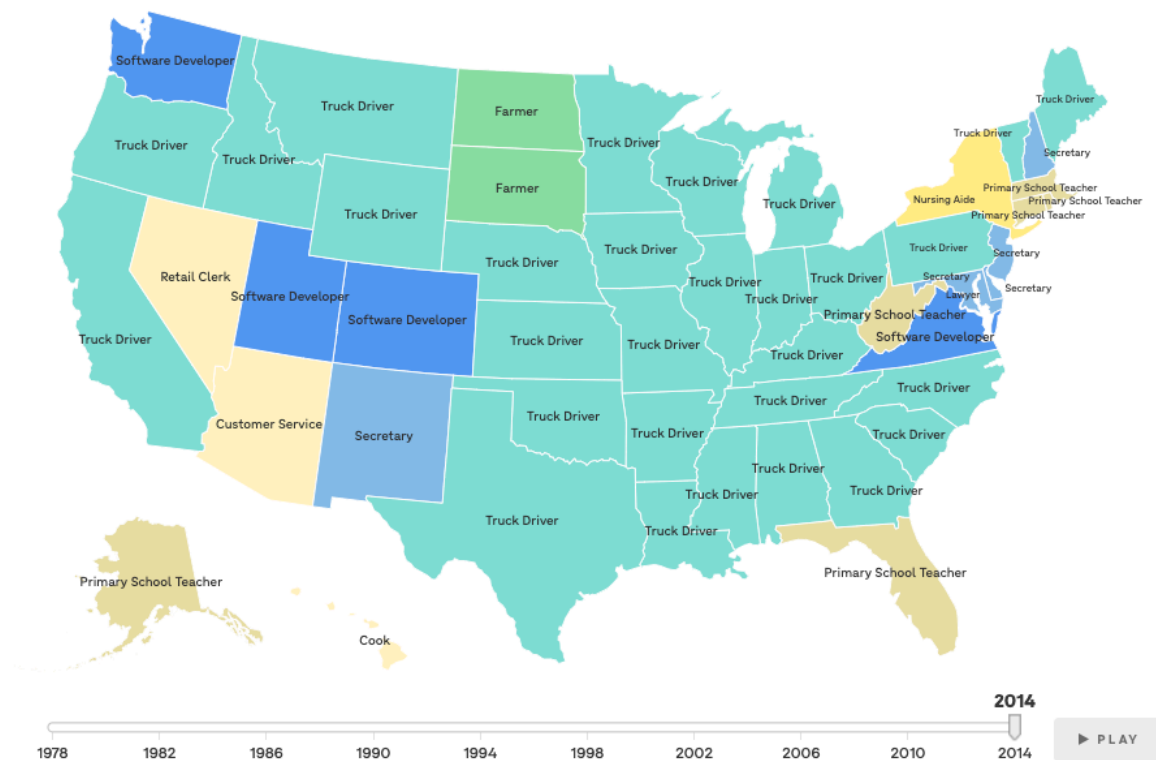 Software Developer
Truck Driver
Farmer
Truck Driver
Truck Driver
Truck Driver
Truck Driver
Truck Driver
Truck Driver
Secretary
Truck Driver
Farmer
Truck Driver
Primary School Teacher
Nursing Aide
Primary School Teacher
Truck Driver
Truck Driver
Primary School Teacher
Truck Driver
Truck Driver
Truck Driver
Secretary
Retail Clerk
Truck Driver
Secretary
Truck Driver
Truck Driver
Secretary
Software Developer
Truck Driver
Lawyer
Software Developer
Primary School Teacher
Truck Driver
Truck Driver
Truck Driver
Software Developer
Truck Driver
Truck Driver
Truck Driver
Customer Service
Truck Driver
Secretary
Truck Driver
Truck Driver
Truck Driver
Truck Driver
Truck Driver
Truck Driver
Truck Driver
Primary School Teacher
Primary School Teacher
Cook
2014
1978
1982
1986
1990
1994
1998
2002
2006
2010
2014
PLAY